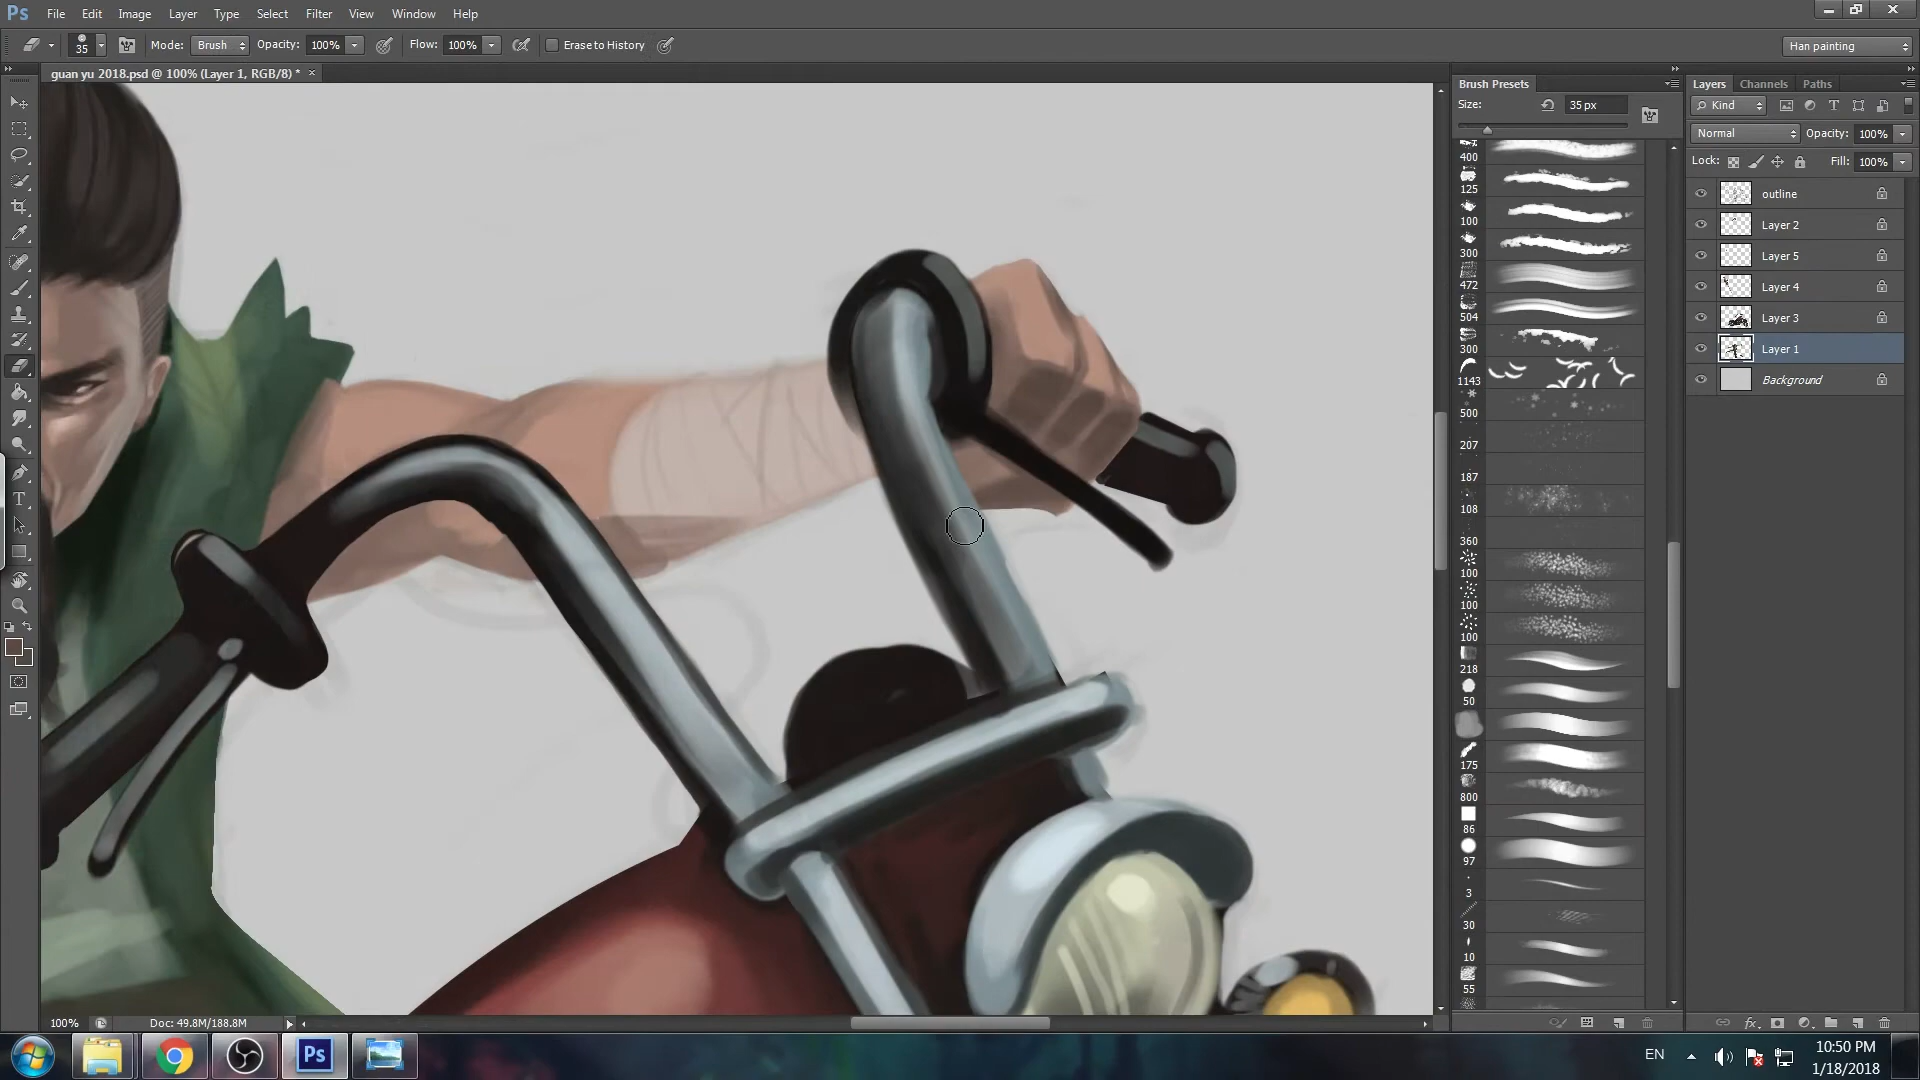 Ps File Edit Image Layer Type Select Filter View Window Help
35 Mode: Brush Opacity: 100% Flow: 100% Erase to History Han painting
guan yu 2018.psd @ 100% (Layer 1, RGB/8) *
Brush Presets
Size: 35 px
400
125
100
300
472
504
300
1143
500
207
187
108
360
100
100
100
218
50
175
800
86
97
3
30
10
55
Layers Channels Paths
Kind
Normal Opacity: 100%
Lock: Fill: 100%
outline
Layer 2
Layer 5
Layer 4
Layer 3
Layer 1
Background
T
T
100% Doc: 49.8M/188.8M
Ps
EN 10:50 PM
1/18/2018